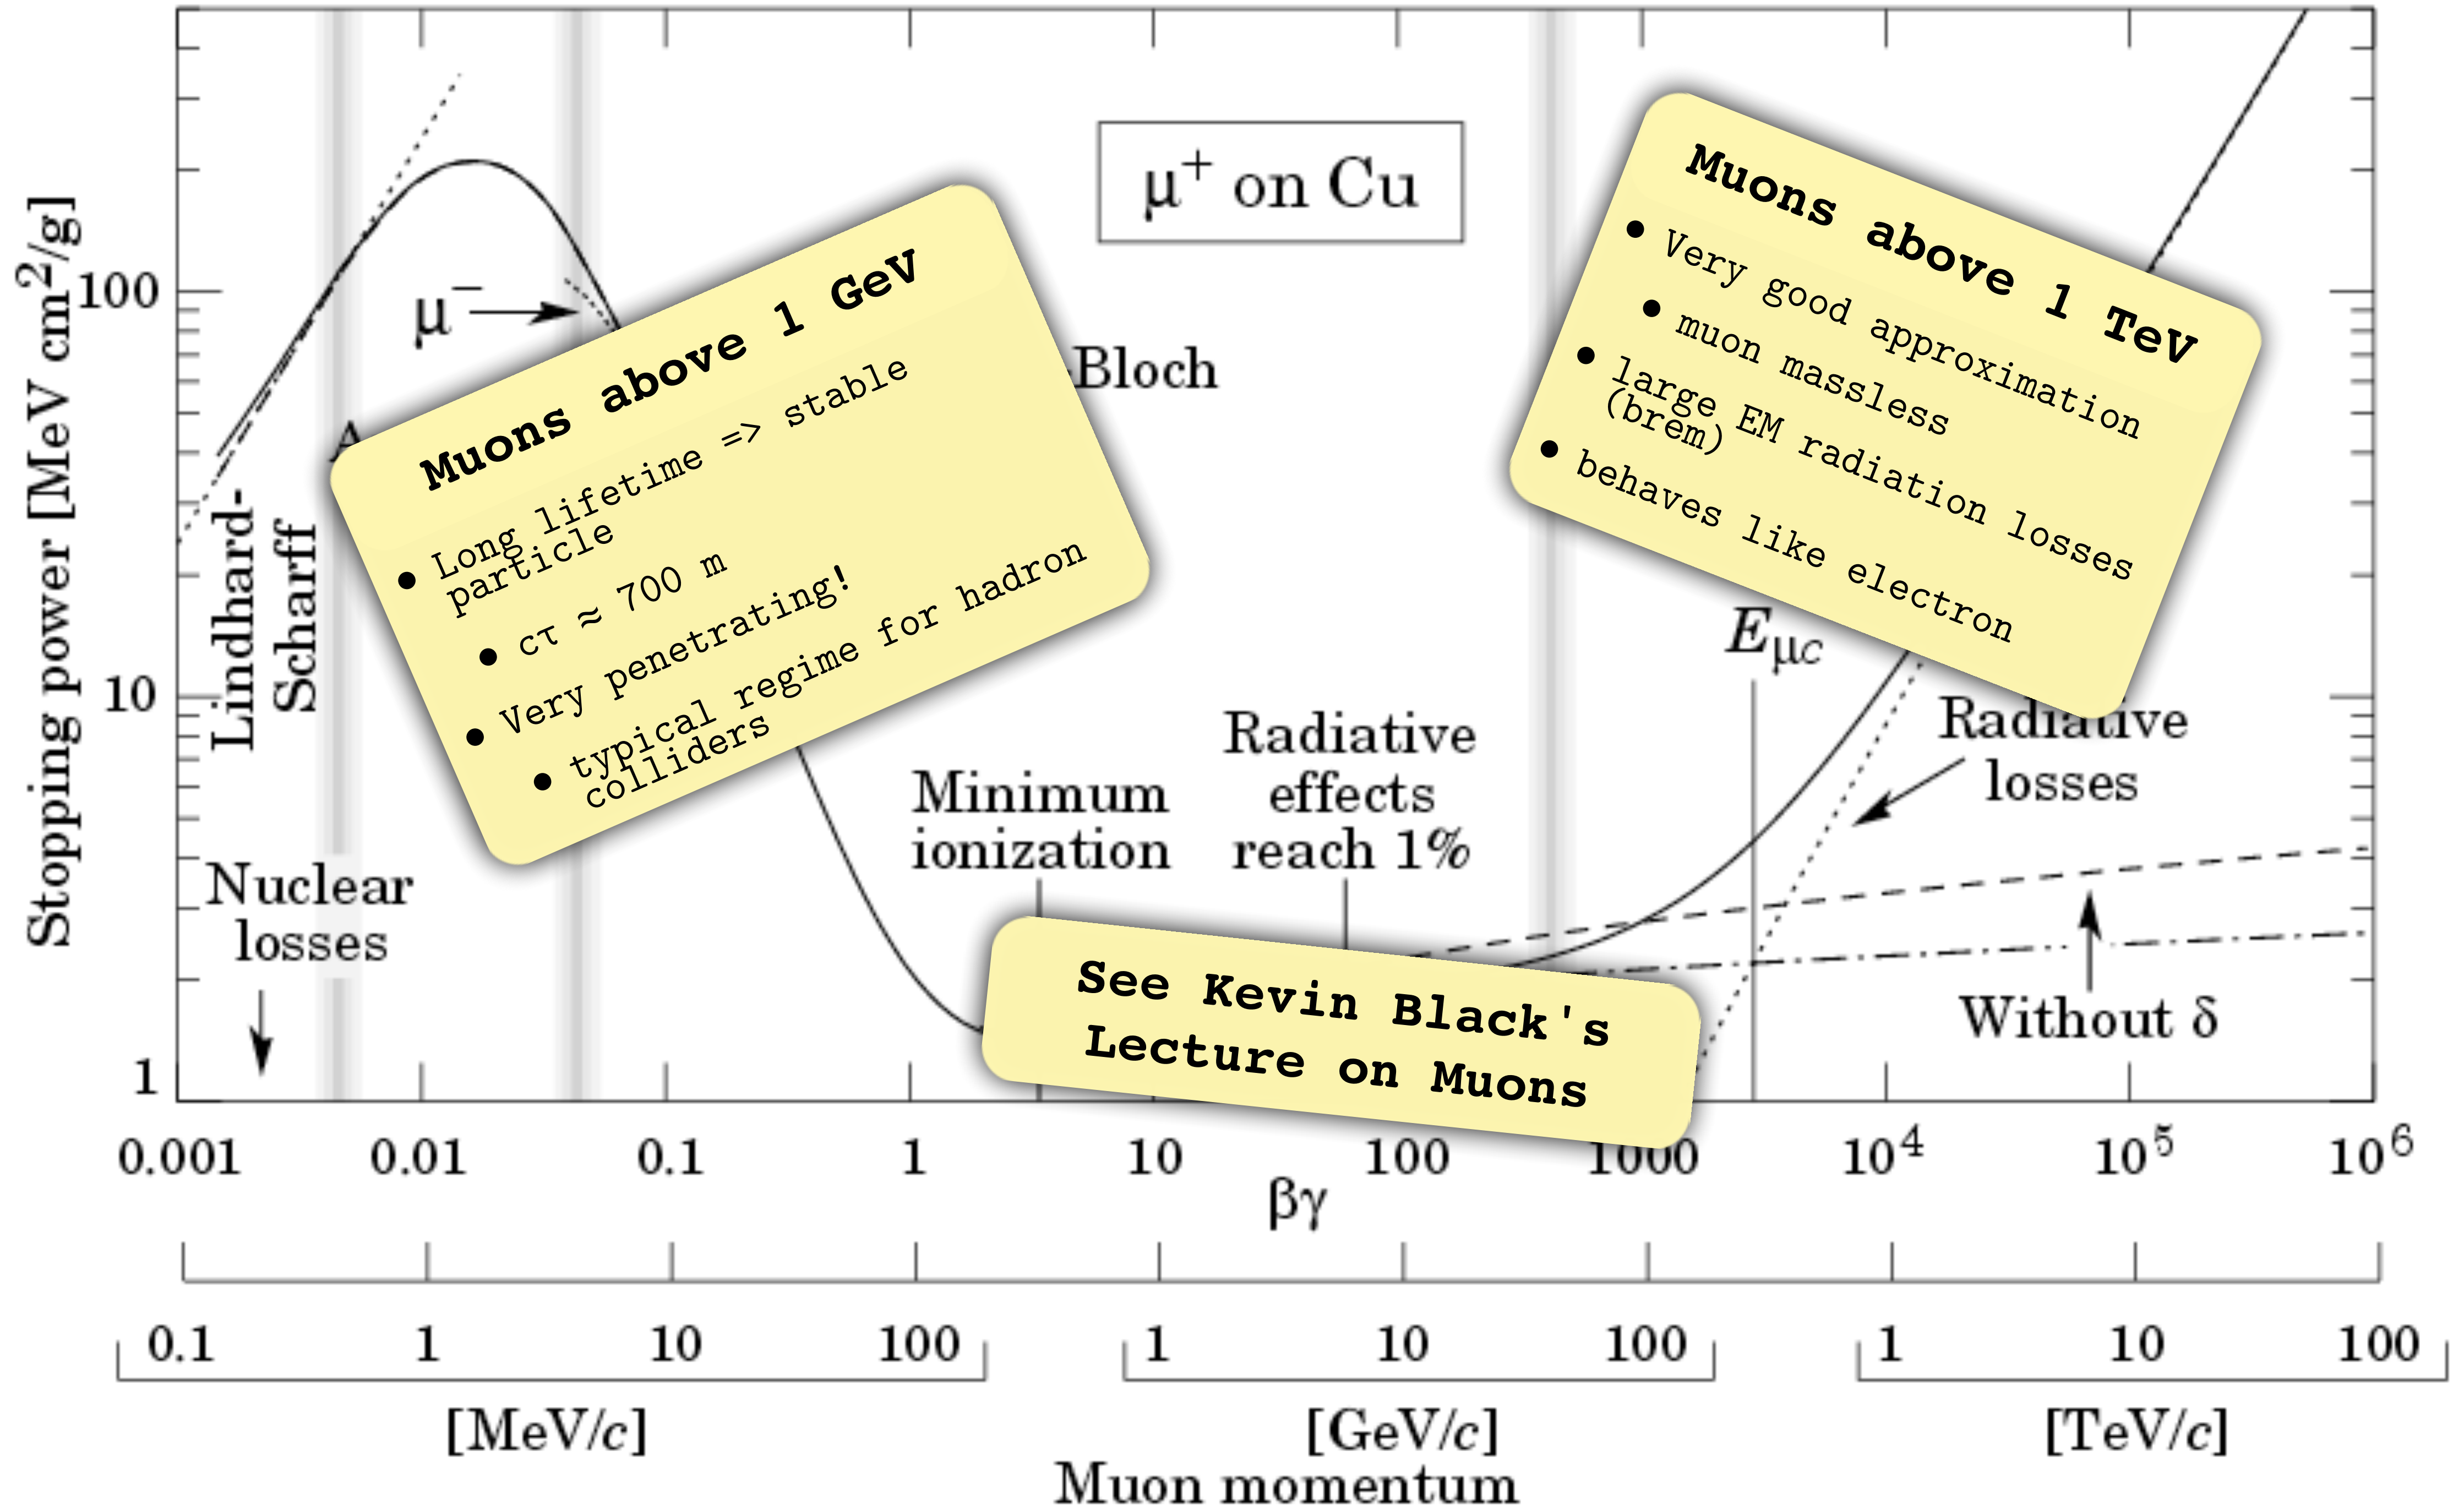 μ⁺ on Cu
Stopping power [MeV cm²/g]
100
10
1
μ⁻
Lindhard-
Scharff
Bloch
Nuclear
losses
Minimum
ionization
Radiative
effects
reach 1%
Eμc
Radiative
losses
Without δ
Muons above 1 GeV
• Long lifetime => stable
particle
• cτ ≈ 700 m
• Very penetrating!
• typical regime for hadron
colliders
Muons above 1 TeV
• Very good approximation
• muon massless
• large EM radiation losses
(brem)
• behaves like electron
See Kevin Black's
Lecture on Muons
0.001 0.01 0.1 1 10 100 1000 10⁴ 10⁵ 10⁶
βγ
0.1 1 10 100 1 10 100 1 10 100
[MeV/c] [GeV/c] [TeV/c]
Muon momentum